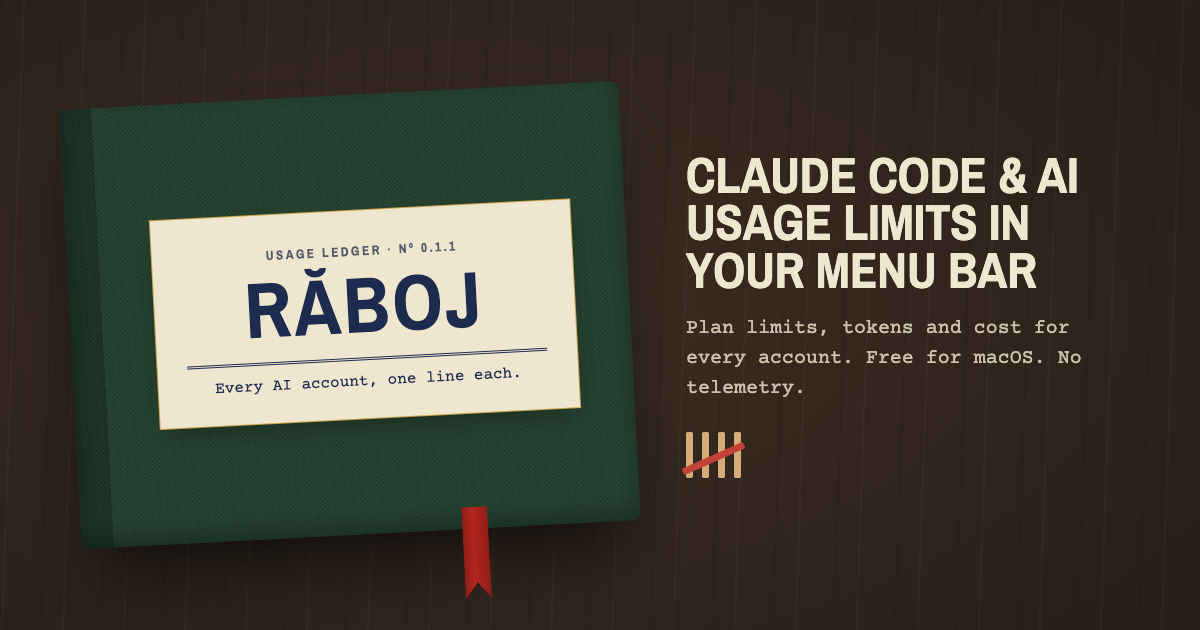 USAGE LEDGER · Nº 0.1.1
RĂBOJ
Every AI account, one line each.
CLAUDE CODE & AI
USAGE LIMITS IN
YOUR MENU BAR
Plan limits, tokens and cost for
every account. Free for macOS. No
telemetry.